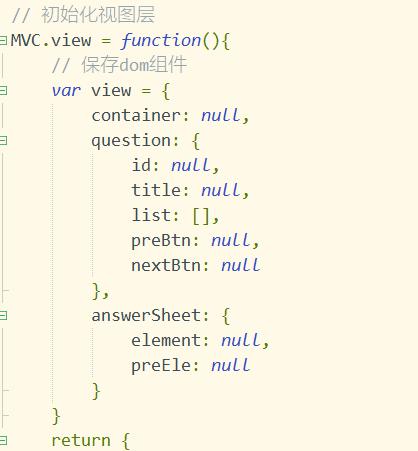 // 初始化视图层
MVC.view = function(){
// 保存dom组件
var view = {
container: null,
question: {
id: null,
title: null,
list: [],
preBtn: null,
nextBtn: null
},
answerSheet: {
element: null,
preEle: null
}
}
return {